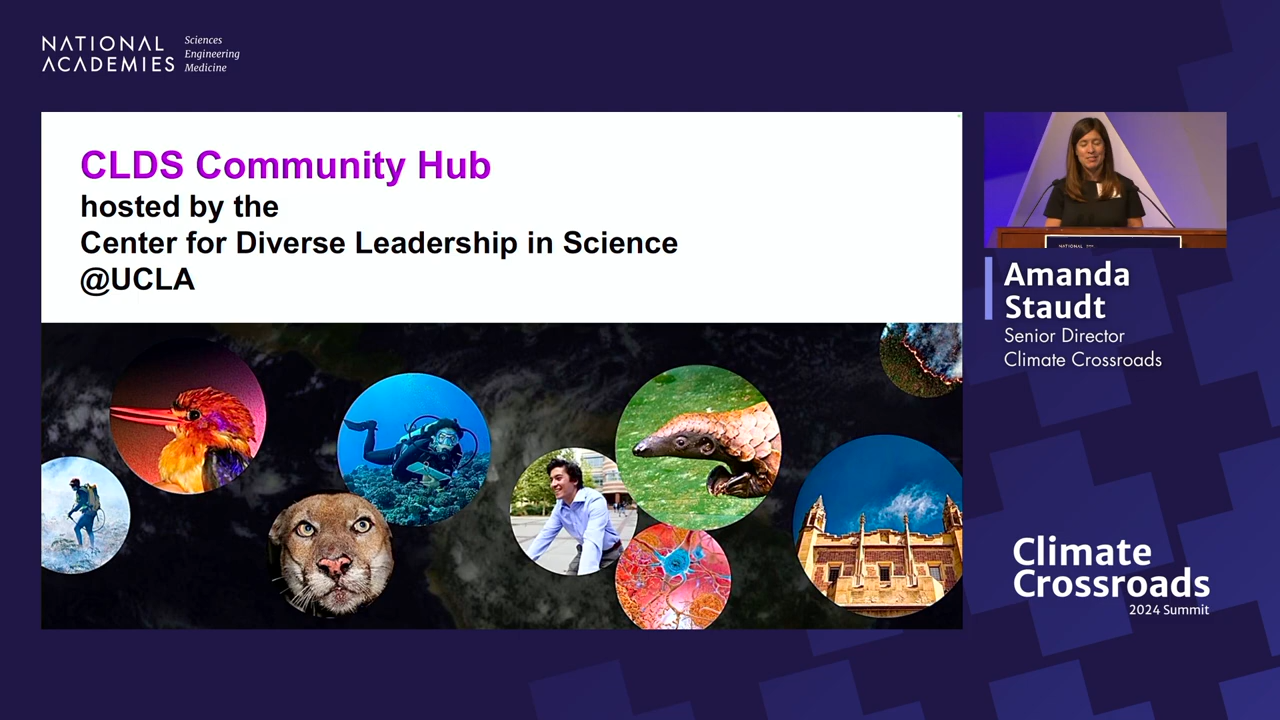 NATIONAL
ACADEMIES
Sciences
Engineering
Medicine
CLDS Community Hub
hosted by the
Center for Diverse Leadership in Science
@UCLA
NATIONAL
Amanda
Staudt
Senior Director
Climate Crossroads
Climate
Crossroads
2024 Summit